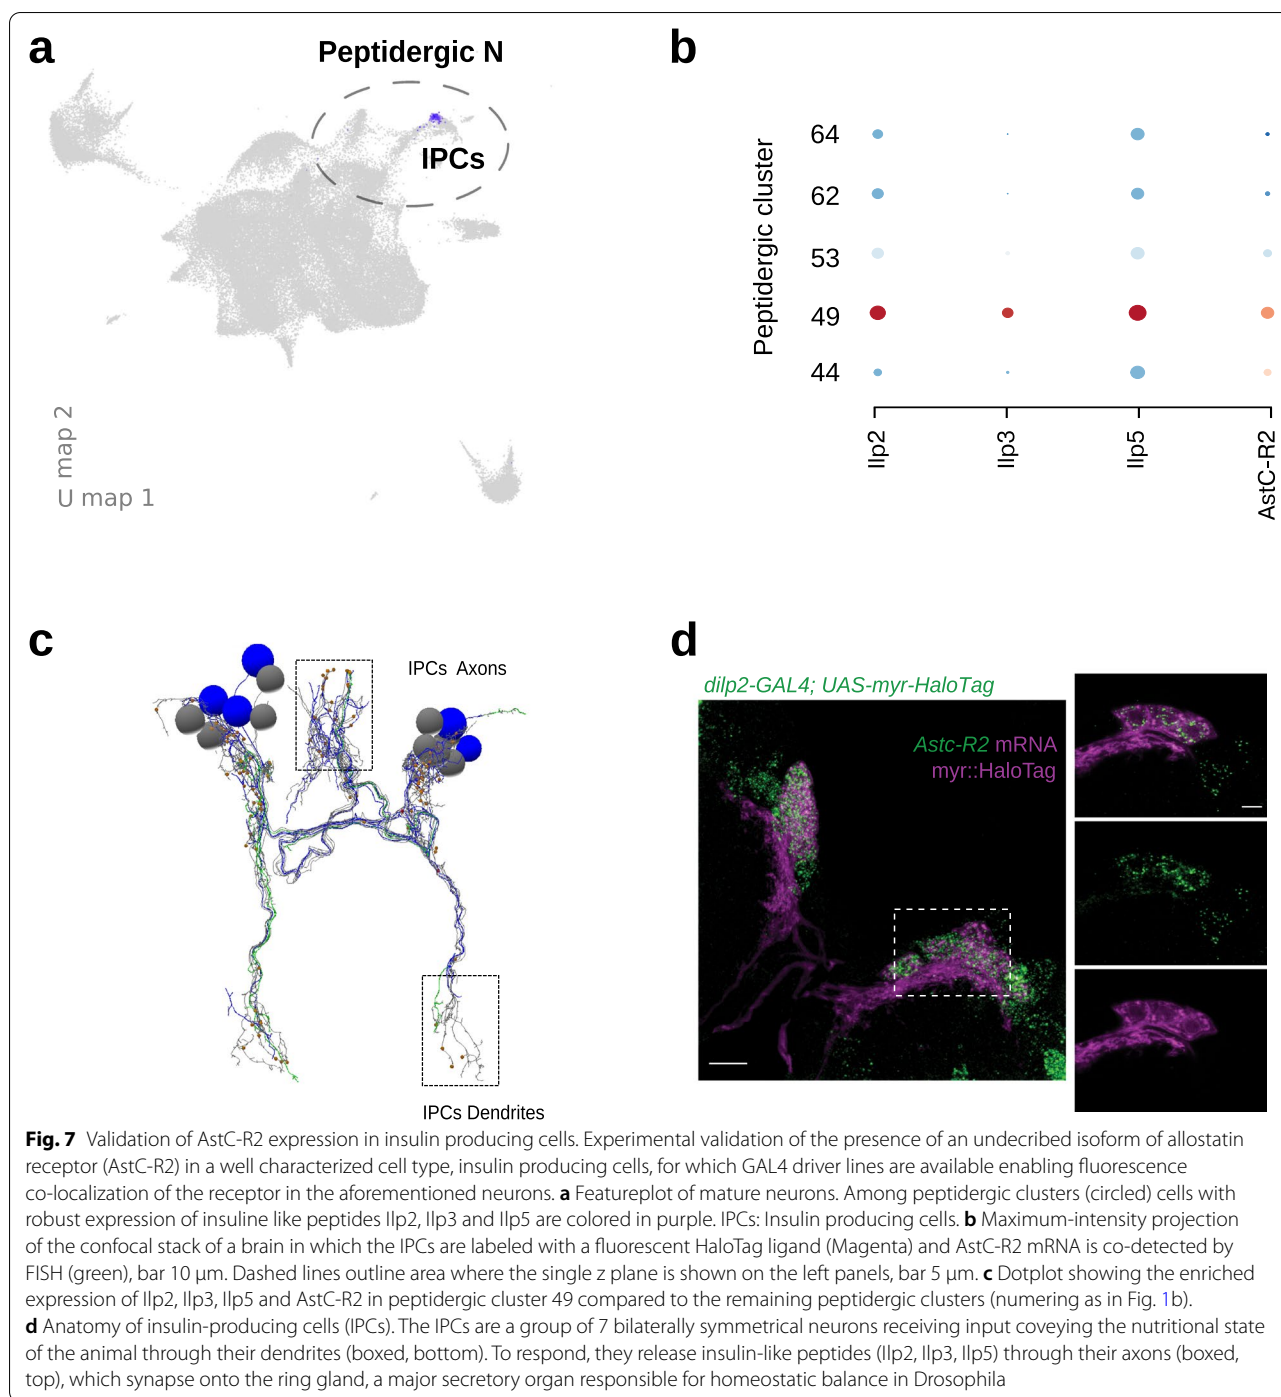 a
Peptidergic N
IPCs
U map 2
U map 1
b
Peptidergic cluster
64
62
53
49
44
Ilp2
Ilp3
Ilp5
AstC-R2
c
IPCs Axons
IPCs Dendrites
d
dilp2-GAL4; UAS-myr-HaloTag
Astc-R2 mRNA
myr::HaloTag
Fig. 7 Validation of AstC-R2 expression in insulin producing cells. Experimental validation of the presence of an undecribed isoform of allostatin
receptor (AstC-R2) in a well characterized cell type, insulin producing cells, for which GAL4 driver lines are available enabling fluorescence
co-localization of the receptor in the aforementioned neurons. a Featureplot of mature neurons. Among peptidergic clusters (circled) cells with
robust expression of insuline like peptides Ilp2, Ilp3 and Ilp5 are colored in purple. IPCs: Insulin producing cells. b Maximum-intensity projection
of the confocal stack of a brain in which the IPCs are labeled with a fluorescent HaloTag ligand (Magenta) and AstC-R2 mRNA is co-detected by
FISH (green), bar 10 μm. Dashed lines outline area where the single z plane is shown on the left panels, bar 5 μm. c Dotplot showing the enriched
expression of Ilp2, Ilp3, Ilp5 and AstC-R2 in peptidergic cluster 49 compared to the remaining peptidergic clusters (numering as in Fig. 1b).
d Anatomy of insulin-producing cells (IPCs). The IPCs are a group of 7 bilaterally symmetrical neurons receiving input coveying the nutritional state
of the animal through their dendrites (boxed, bottom). To respond, they release insulin-like peptides (Ilp2, Ilp3, Ilp5) through their axons (boxed,
top), which synapse onto the ring gland, a major secretory organ responsible for homeostatic balance in Drosophila